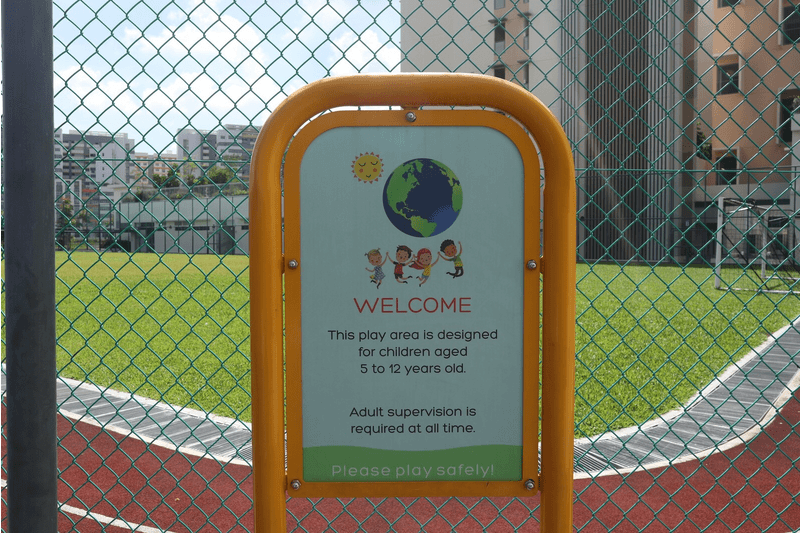 WELCOME
This play area is designed
for children aged
5 to 12 years old.
Adult supervision is
required at all time.
Please play safely!